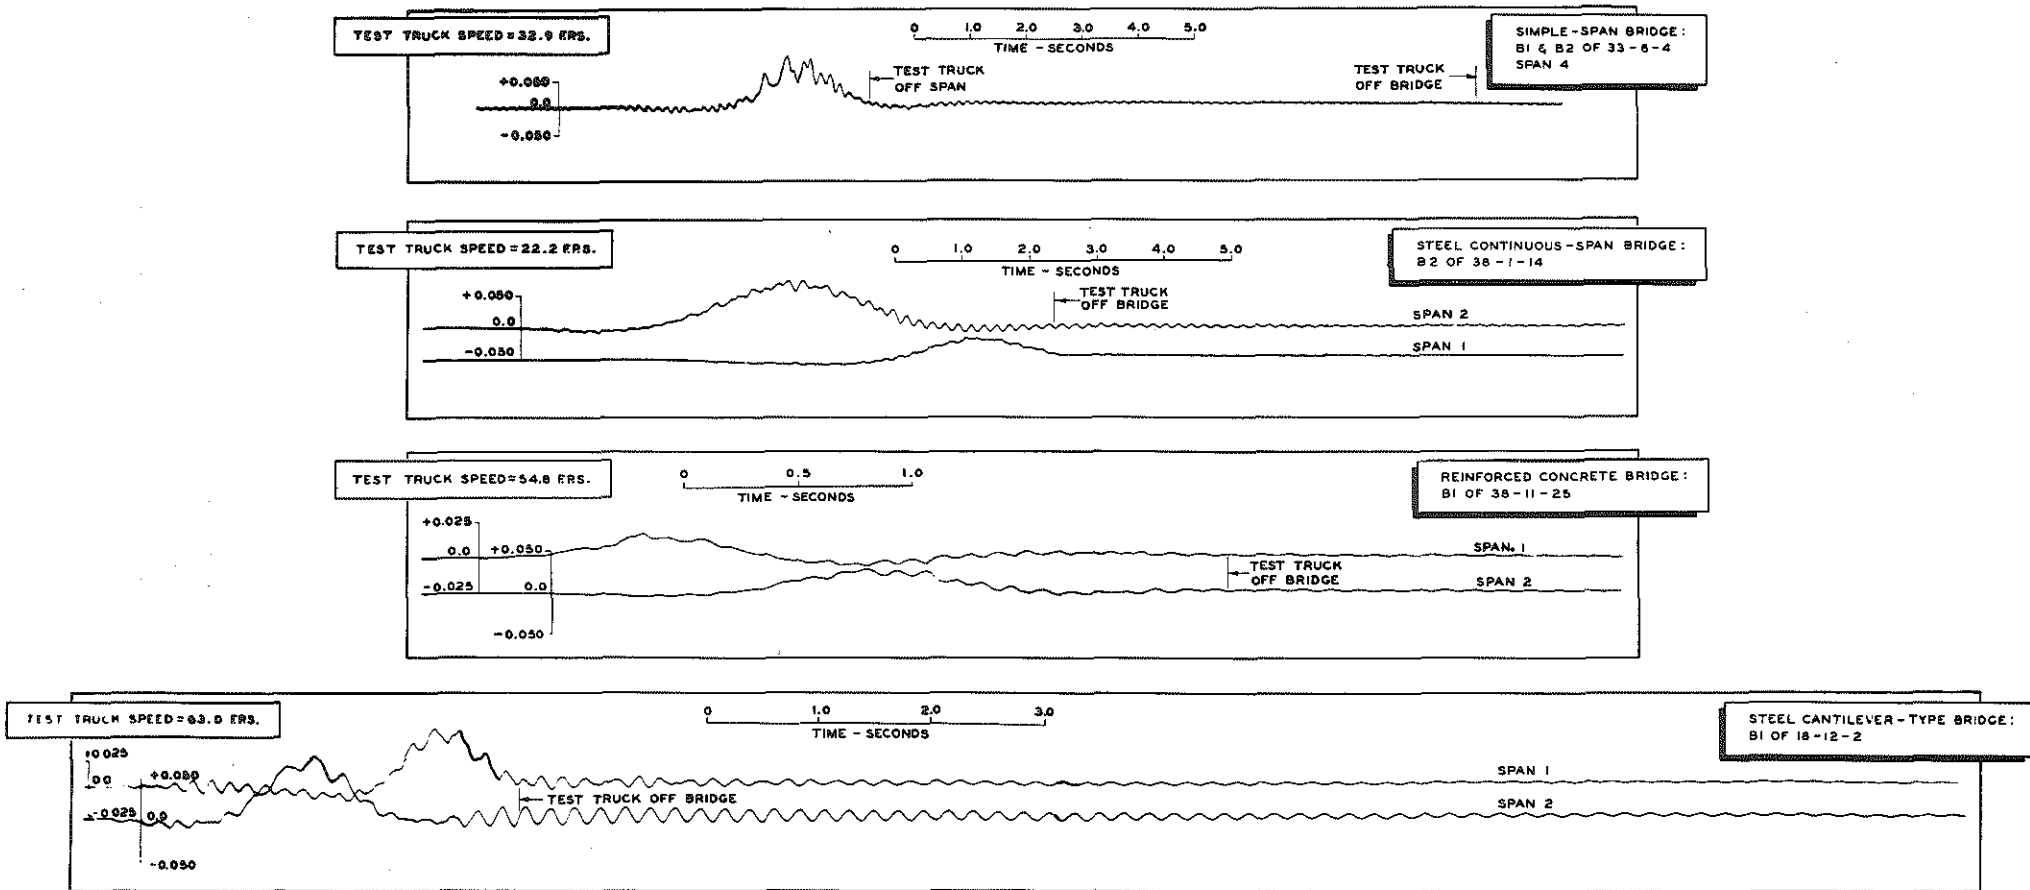 TEST TRUCK SPEED=32.9 FPS.
0 1.0 2.0 3.0 4.0 5.0
TIME - SECONDS
SIMPLE-SPAN BRIDGE:
B1 & B2 OF 33-6-4
SPAN 4
TEST TRUCK
OFF SPAN
TEST TRUCK
OFF BRIDGE
+0.050
0.0
-0.050
TEST TRUCK SPEED=22.2 FPS.
0 1.0 2.0 3.0 4.0 5.0
TIME - SECONDS
STEEL CONTINUOUS-SPAN BRIDGE:
B2 OF 38-1-14
+0.050
0.0
-0.050
TEST TRUCK
OFF BRIDGE
SPAN 2
SPAN 1
TEST TRUCK SPEED=54.8 FPS.
0 0.5 1.0
TIME - SECONDS
REINFORCED CONCRETE BRIDGE:
B1 OF 38-11-25
+0.025
0.0
-0.025
+0.050
0.0
-0.050
SPAN 1
TEST TRUCK
OFF BRIDGE
SPAN 2
TEST TRUCK SPEED=63.0 FPS.
0 1.0 2.0 3.0
TIME - SECONDS
STEEL CANTILEVER-TYPE BRIDGE:
B1 OF 18-12-2
+0.025
0.0
-0.025
+0.050
0.0
-0.050
SPAN 1
TEST TRUCK OFF BRIDGE
SPAN 2